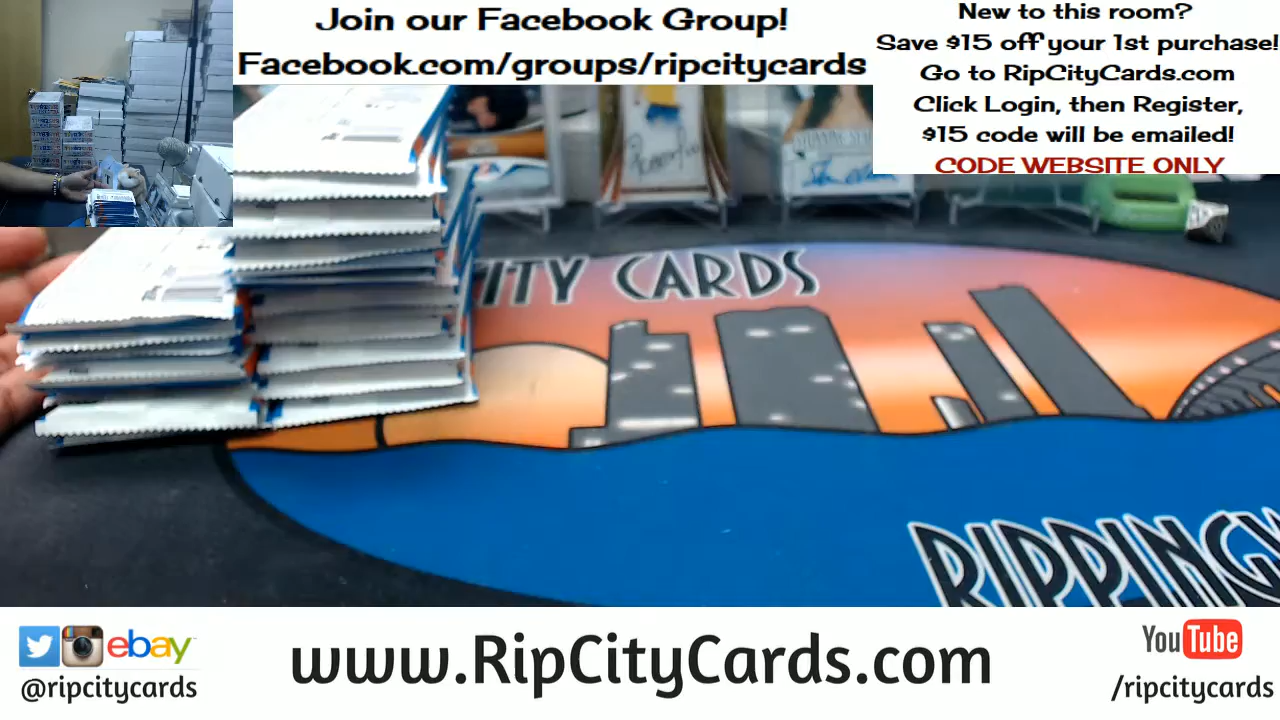 Join our Facebook Group!
Facebook.com/groups/ripcitycards
New to this room?
Save $15 off your 1st purchase!
Go to RipCityCards.com
Click Login, then Register,
$15 code will be emailed!
CODE WEBSITE ONLY
CITY CARDS
RIPPING
ebay
@ripcitycards
www.RipCityCards.com
YouTube
/ripcitycards